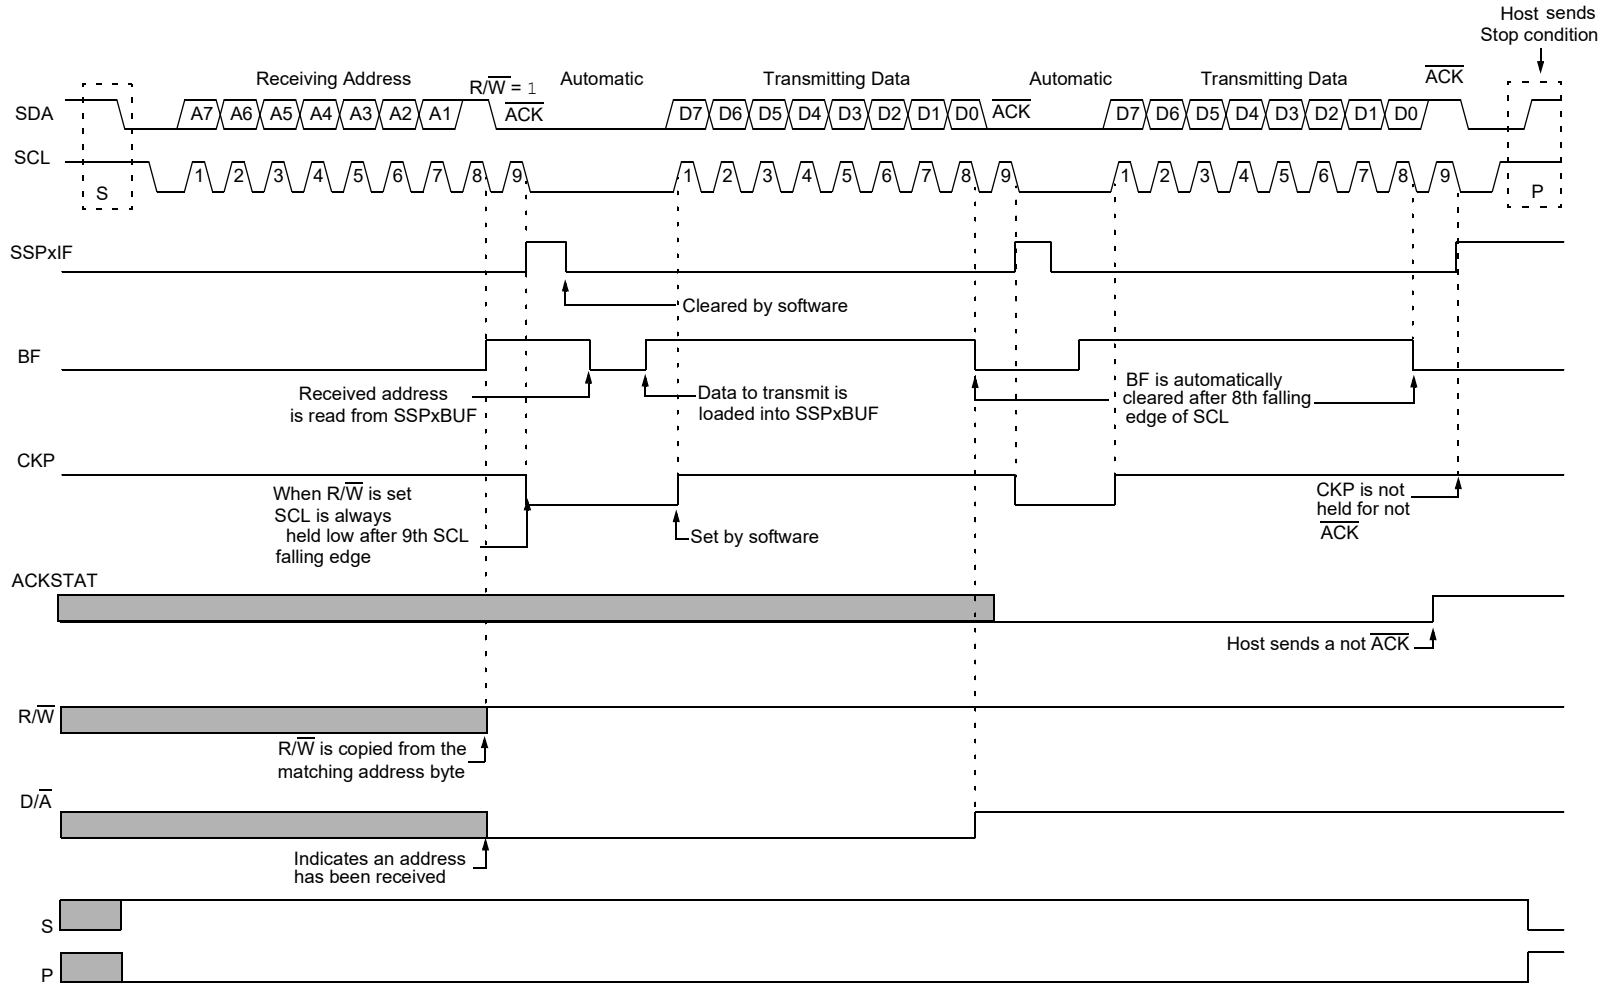 Host sends
Stop condition
Receiving Address
R/W̅ = 1
Automatic
Transmitting Data
Automatic
Transmitting Data
A̅C̅K̅
SDA
A7 A6 A5 A4 A3 A2 A1
A̅C̅K̅
D7 D6 D5 D4 D3 D2 D1 D0
A̅C̅K̅
D7 D6 D5 D4 D3 D2 D1 D0
SCL
1 2 3 4 5 6 7 8 9
1 2 3 4 5 6 7 8 9
1 2 3 4 5 6 7 8 9
S
P
SSPxIF
Cleared by software
BF
Received address
is read from SSPxBUF
Data to transmit is
loaded into SSPxBUF
BF is automatically
cleared after 8th falling
edge of SCL
CKP
When R/W̅ is set
SCL is always
held low after 9th SCL
falling edge
Set by software
CKP is not
held for not
A̅C̅K̅
ACKSTAT
Host sends a not A̅C̅K̅
R/W̅
R/W̅ is copied from the
matching address byte
D/A̅
Indicates an address
has been received
S
P